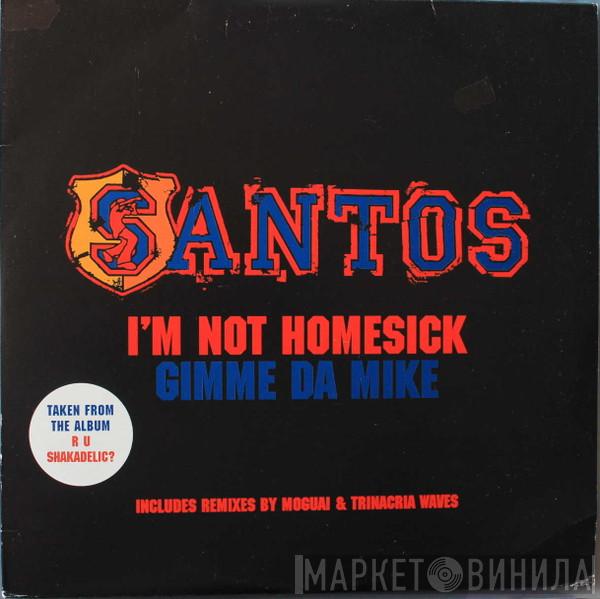 SANTOS
I'M NOT HOMESICK
GIMME DA MIKE
TAKEN FROM
THE ALBUM
R U
SHAKADELIC?
INCLUDES REMIXES BY MOGUAI & TRINACRIA WAVES
МАРКЕТ ВИНИЛА